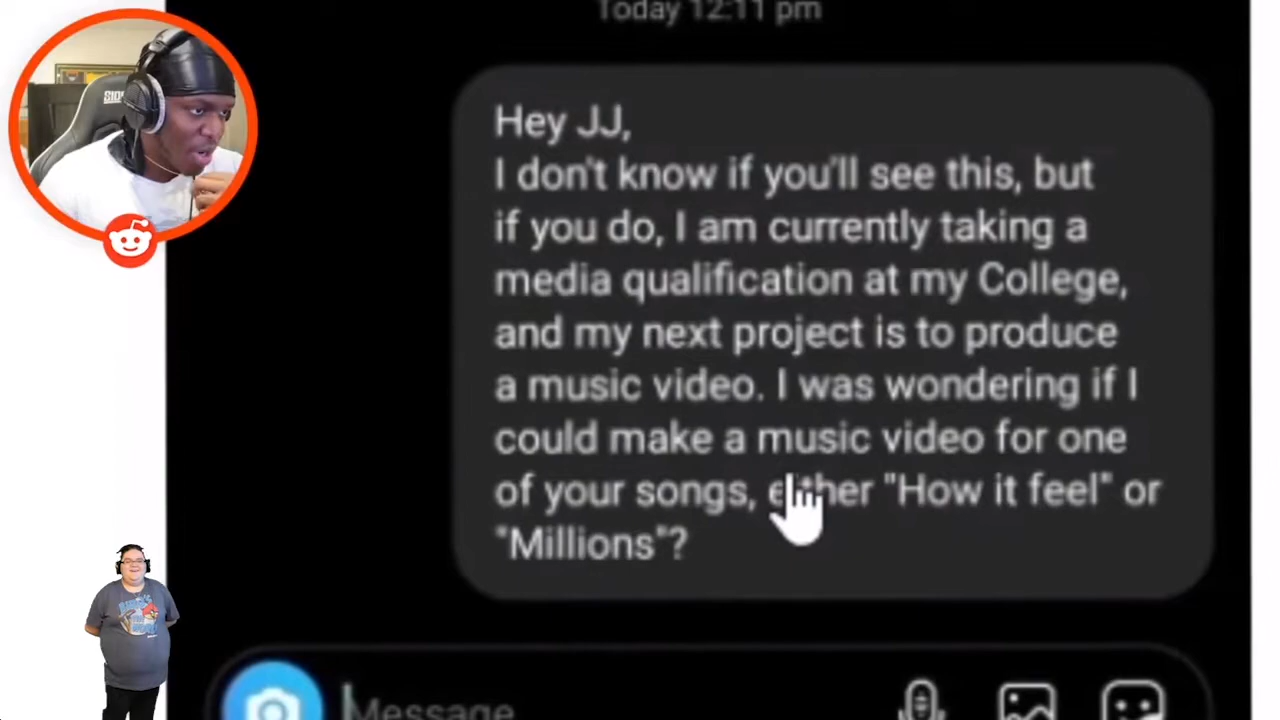 Today 12:11 pm
Hey JJ,
I don't know if you'll see this, but
if you do, I am currently taking a
media qualification at my College,
and my next project is to produce
a music video. I was wondering if I
could make a music video for one
of your songs, either "How it feel" or
"Millions"?
Message